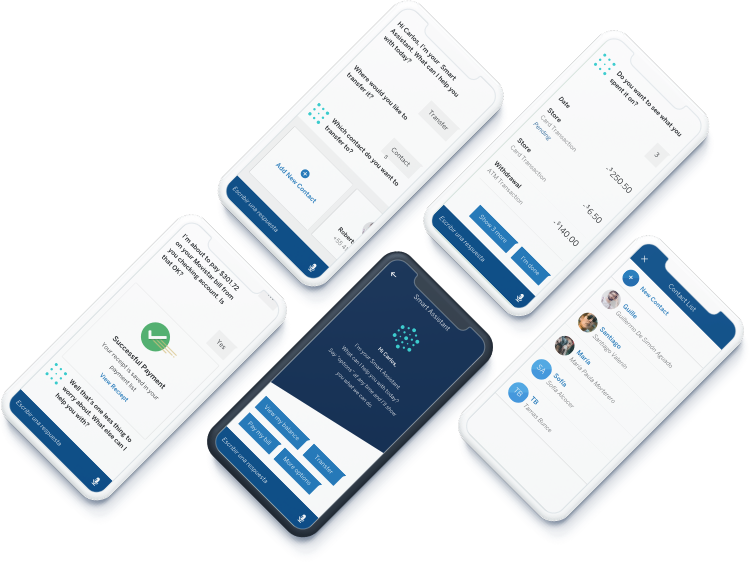 Hi Carlos, I'm your Smart
Assistant. What can I help you
with today?
Transfer
Where would you like to
transfer it?
Contact
s
Which contact do you want to
transfer to?
Add New Contact
Robert
Escribir una respuesta
Do you want to see what you
spent it on?
3
Date
Store
Card Transaction
Pending
-$250.50
Store
Card Transaction
-$6.50
Withdrawal
ATM Transaction
-$140.00
Show 3 more
I'm done
Escribir una respuesta
I'm about to pay $301.72
on your Movistar bill from
you checking account. Is
that OK?
Yes
Successful Payment
Your receipt is saved in your
payment list
View Receipt
Well that's one less thing to
worry about. What else can I
help you with?
Escribir una respuesta
Smart Assistant
Hi Carlos,
I'm your Smart Assistant.
What can I help you with today?
Say "options" at any time and I'll show
you what we can do.
View my balance
Transfer
Pay my bill
More options
Escribir una respuesta
Contact List
New Contact
Guille
Guillermo De Simon Aguado
Santiago
Santiago Valerio
María
María Paula Montenero
SA
Sofía
Sofia Alcocer
TB
TB
Tamas Bunce